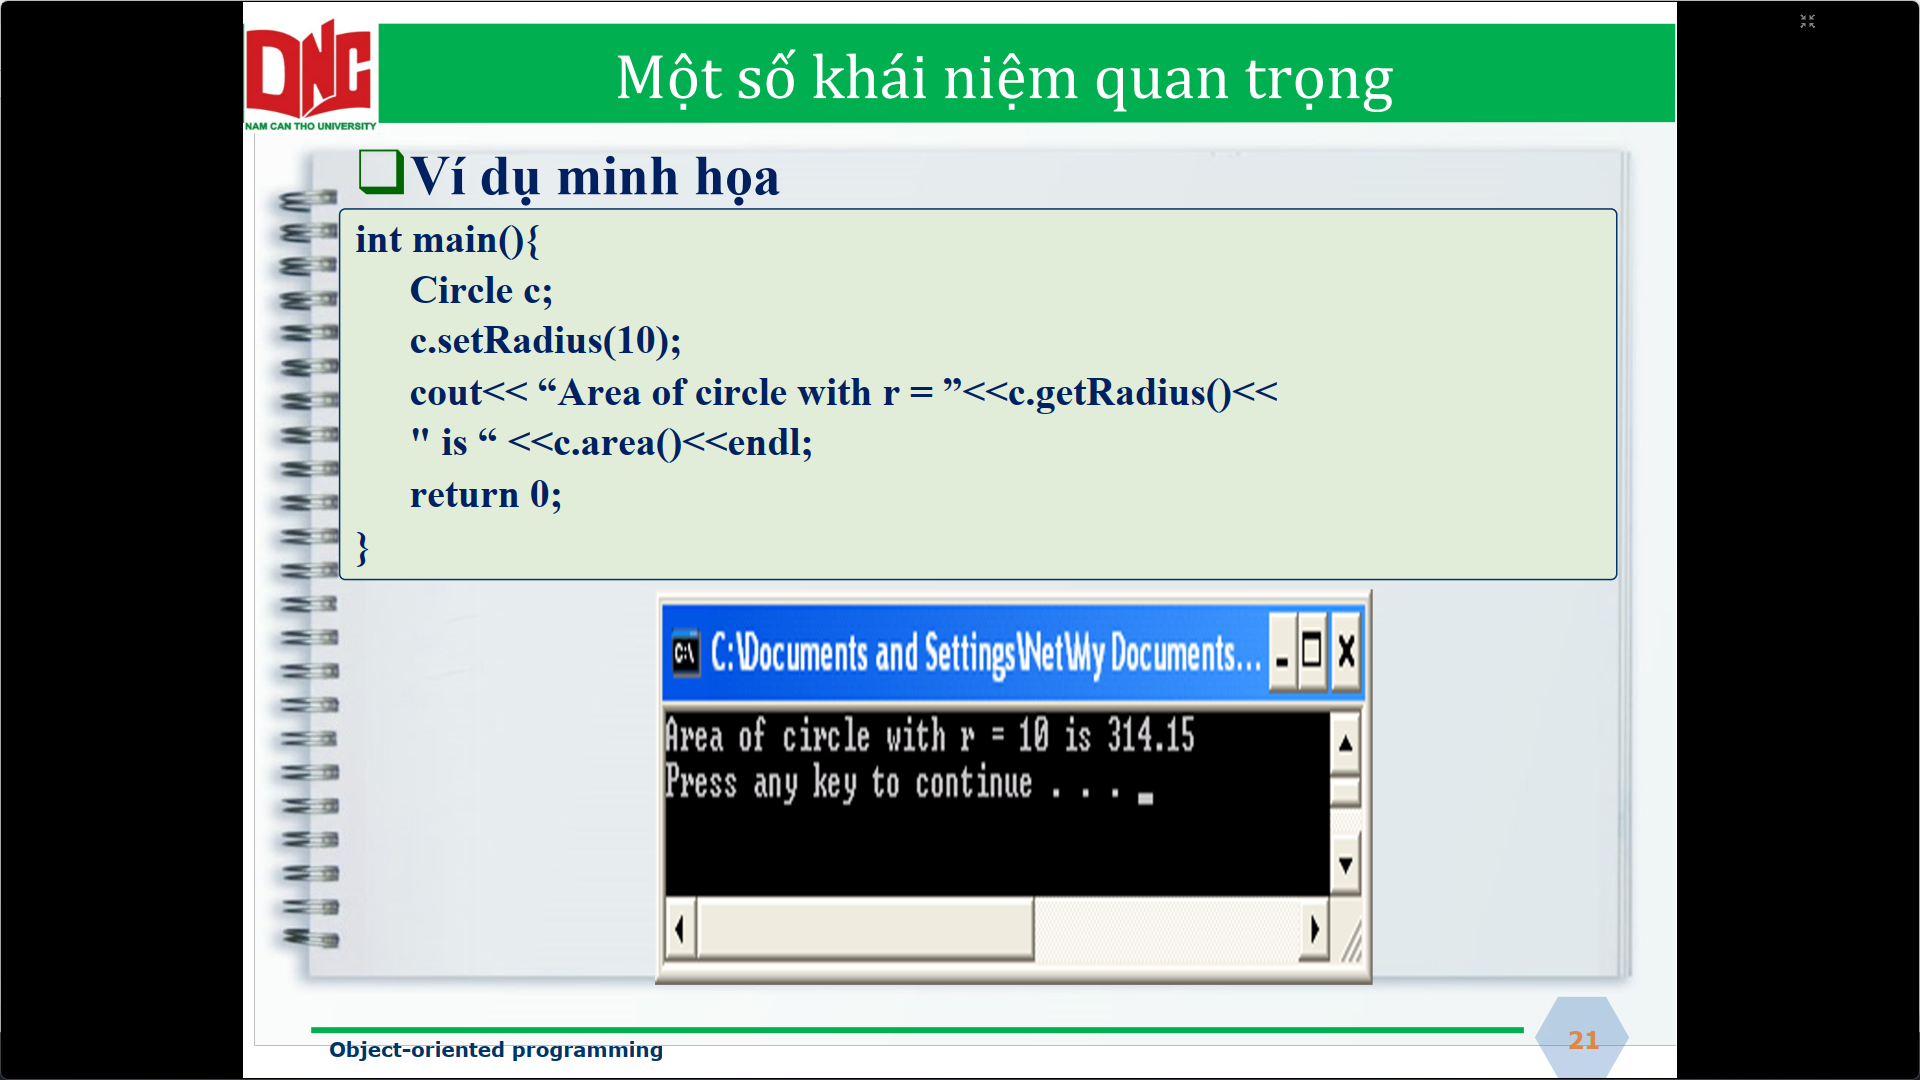 DNC
NAM CAN THO UNIVERSITY
Một số khái niệm quan trọng
Ví dụ minh họa
int main(){
Circle c;
c.setRadius(10);
cout<< “Area of circle with r = ”<<c.getRadius()<<
" is “ <<c.area()<<endl;
return 0;
}
C:\Documents and Settings\Net\My Documents...
Area of circle with r = 10 is 314.15
Press any key to continue . . . _
Object-oriented programming
21